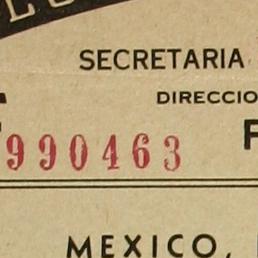 SECRETARIA
DIRECCIO
990463
MEXICO,